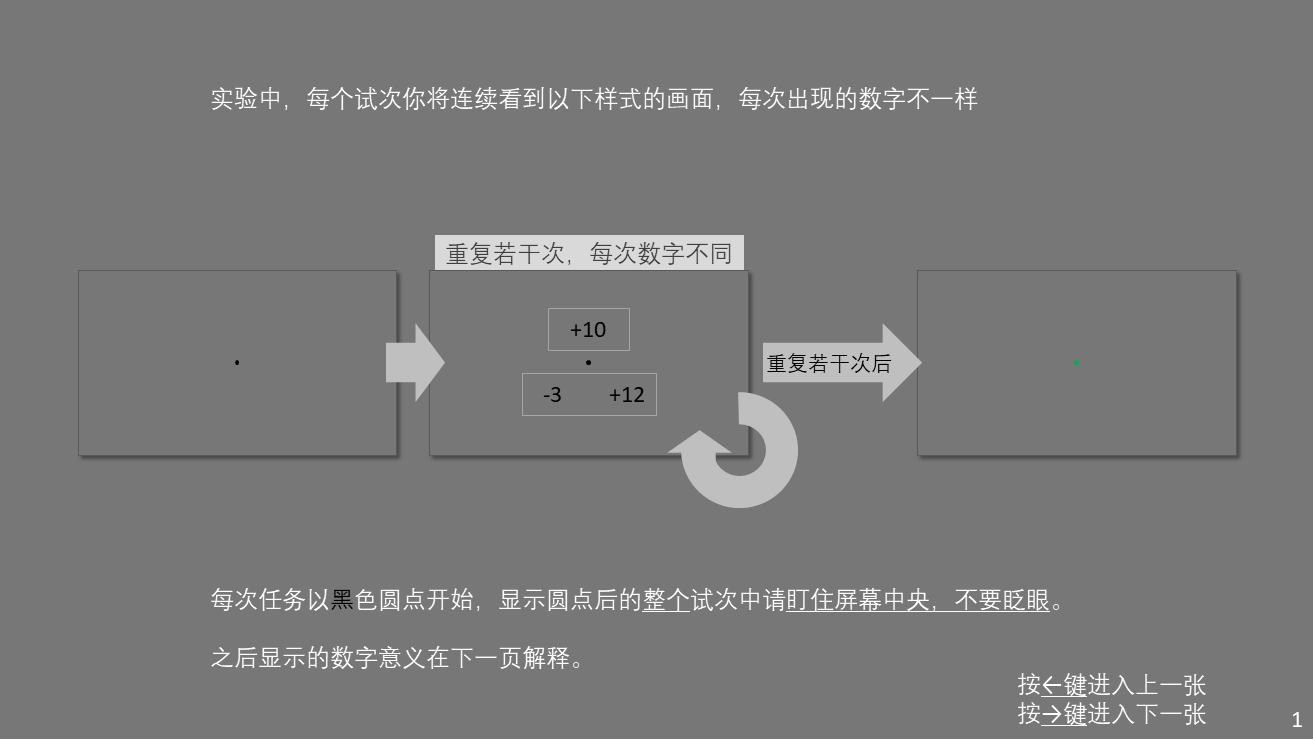 实验中，每个试次你将连续看到以下样式的画面，每次出现的数字不一样
重复若干次，每次数字不同
+10
-3 +12
重复若干次后
每次任务以黑色圆点开始，显示圆点后的整个试次中请盯住屏幕中央，不要眨眼。
之后显示的数字意义在下一页解释。
按←键进入上一张
按→键进入下一张
1